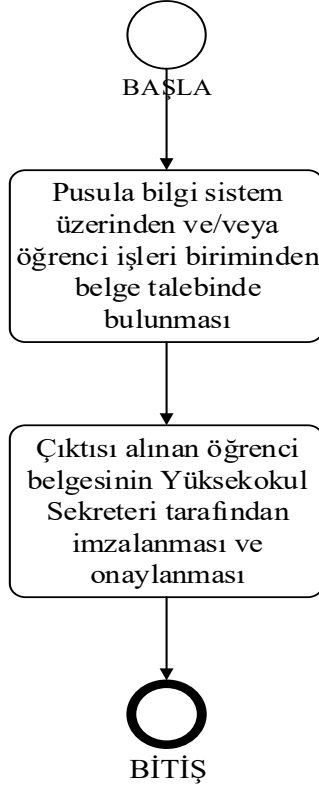 BAŞLA
Pusula bilgi sistem
üzerinden ve/veya
öğrenci işleri biriminden
belge talebinde
bulunması
Çıktısı alınan öğrenci
belgesinin Yüksekokul
Sekreteri tarafından
imzalanması ve
onaylanması
BİTİŞ